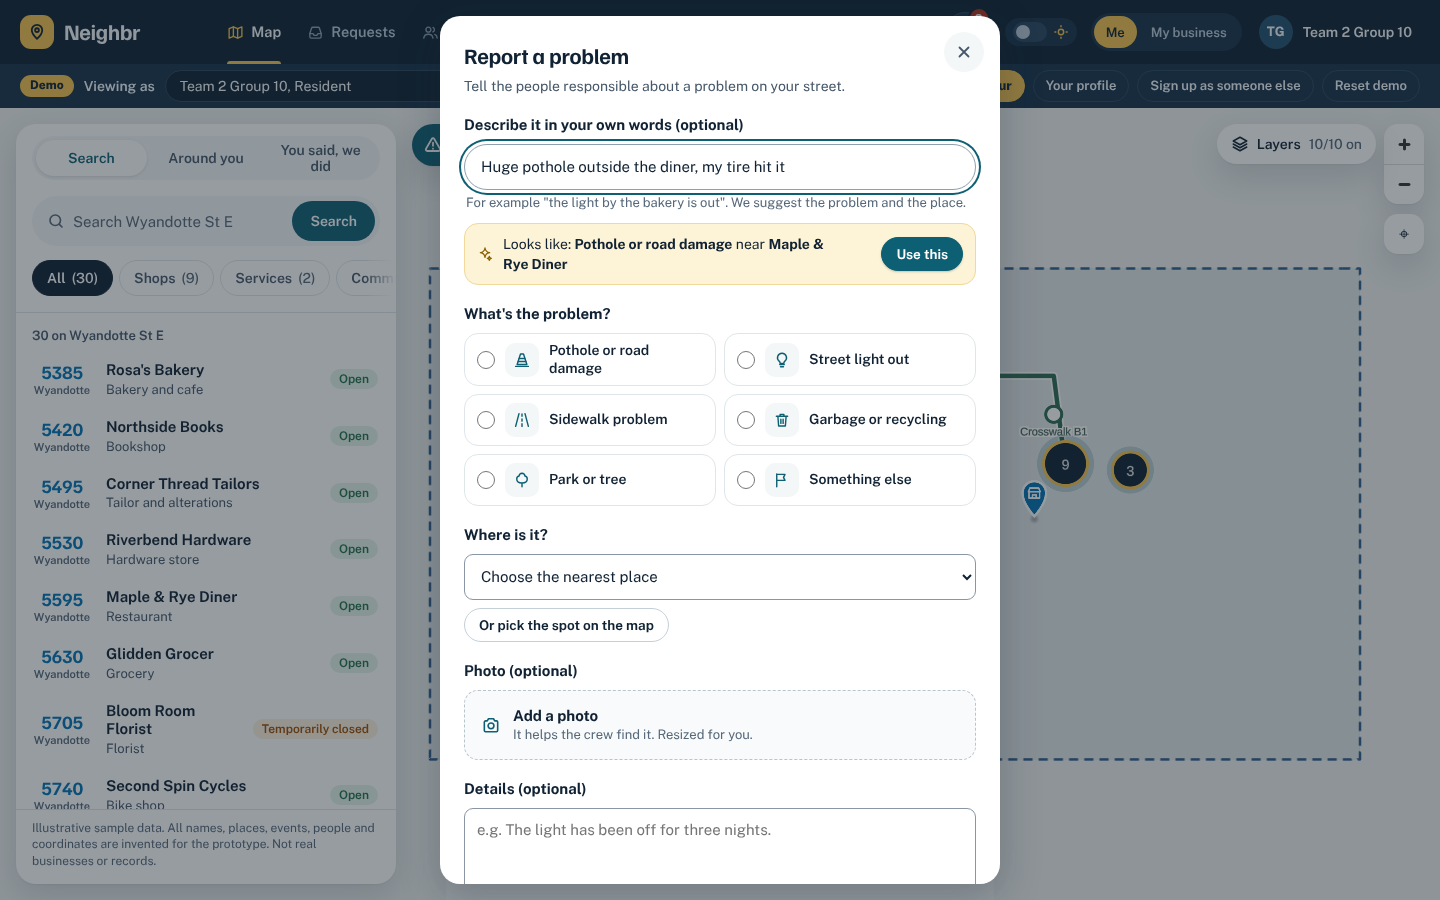 Neighbr
Map
Requests
Me
My business
TG
Team 2 Group 10
Demo
Viewing as
Team 2 Group 10, Resident
Your profile
Sign up as someone else
Reset demo
Search
Around you
You said, we
did
Search Wyandotte St E
Search
All (30)
Shops (9)
Services (2)
30 on Wyandotte St E
5385
Wyandotte
Rosa's Bakery
Bakery and cafe
Open
5420
Wyandotte
Northside Books
Bookshop
Open
5495
Wyandotte
Corner Thread Tailors
Tailor and alterations
Open
5530
Wyandotte
Riverbend Hardware
Hardware store
Open
5595
Wyandotte
Maple & Rye Diner
Restaurant
Open
5630
Wyandotte
Glidden Grocer
Grocery
Open
5705
Wyandotte
Bloom Room
Florist
Florist
Temporarily closed
5740
Wyandotte
Second Spin Cycles
Bike shop
Open
Illustrative sample data. All names, places, events, people and
coordinates are invented for the prototype. Not real
businesses or records.
Report a problem
Tell the people responsible about a problem on your street.
Describe it in your own words (optional)
Huge pothole outside the diner, my tire hit it
For example "the light by the bakery is out". We suggest the problem and the place.
Looks like: Pothole or road damage near Maple &
Rye Diner
Use this
What's the problem?
Pothole or road
damage
Street light out
Sidewalk problem
Garbage or recycling
Park or tree
Something else
Where is it?
Choose the nearest place
Or pick the spot on the map
Photo (optional)
Add a photo
It helps the crew find it. Resized for you.
Details (optional)
e.g. The light has been off for three nights.
Layers 10/10 on
+
−
Crosswalk B1
9
3